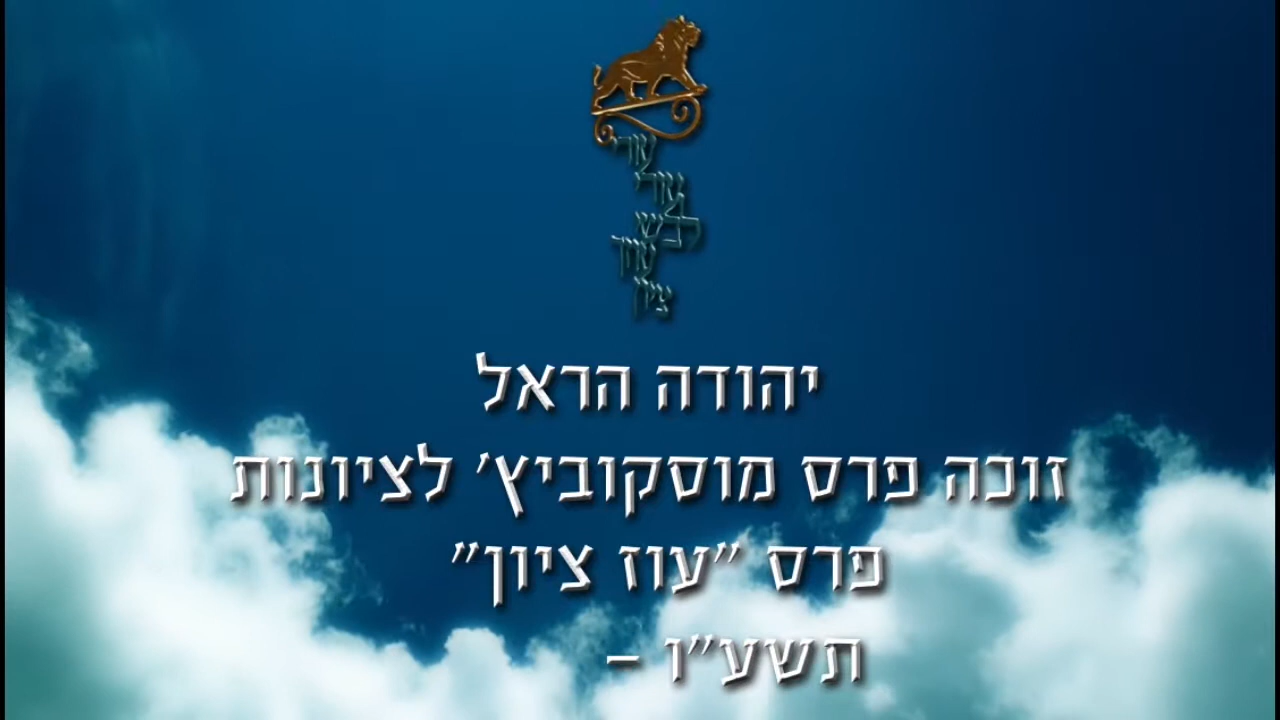 יהודה הראל
זוכה פרס מוסקוביץ׳ לציונות
פרס ״עוז ציון״
תשע״ו –